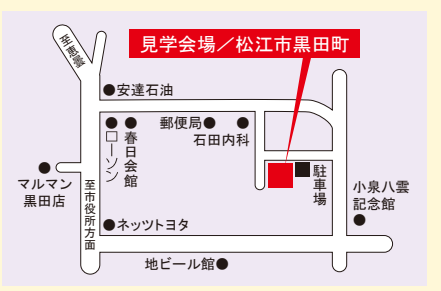 見学会場／松江市黒田町
至恵曇
安達石油
郵便局
石田内科
春日会館
ローソン
駐車場
マルマン
黒田店
至市役所方面
小泉八雲
記念館
ネッツトヨタ
地ビール館